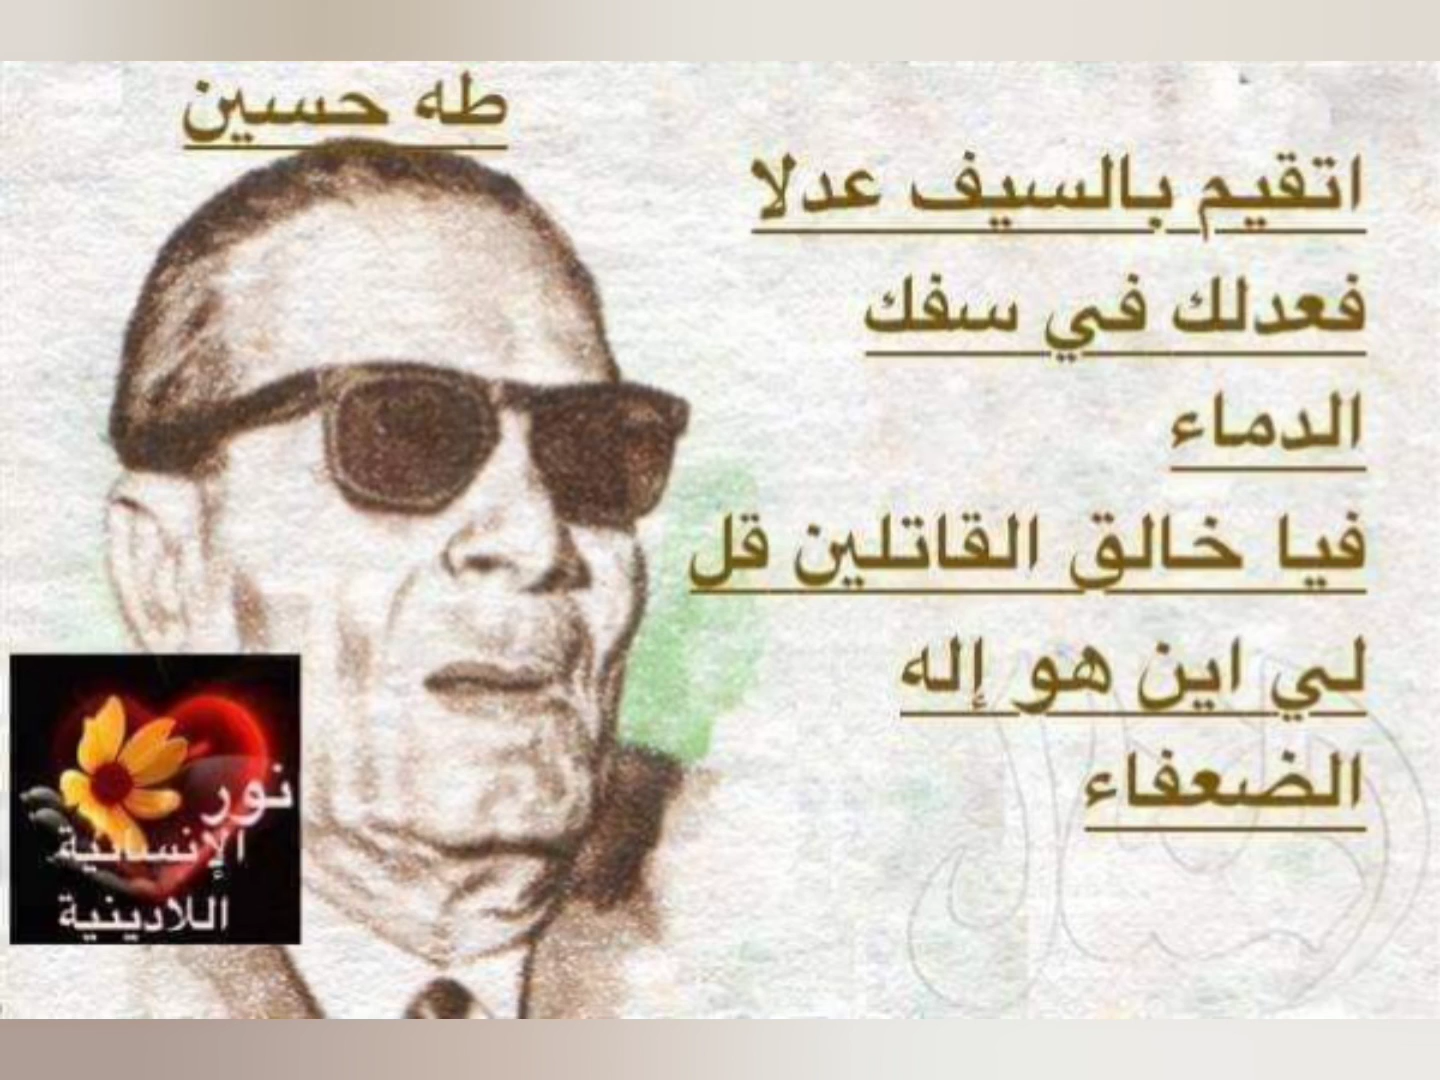 طه حسين
اتقيم بالسيف عدلا
فعدلك في سفك
الدماء
فيا خالق القاتلين قل
لي اين هو إله
الضعفاء
نور
الإنسانية
اللادينية